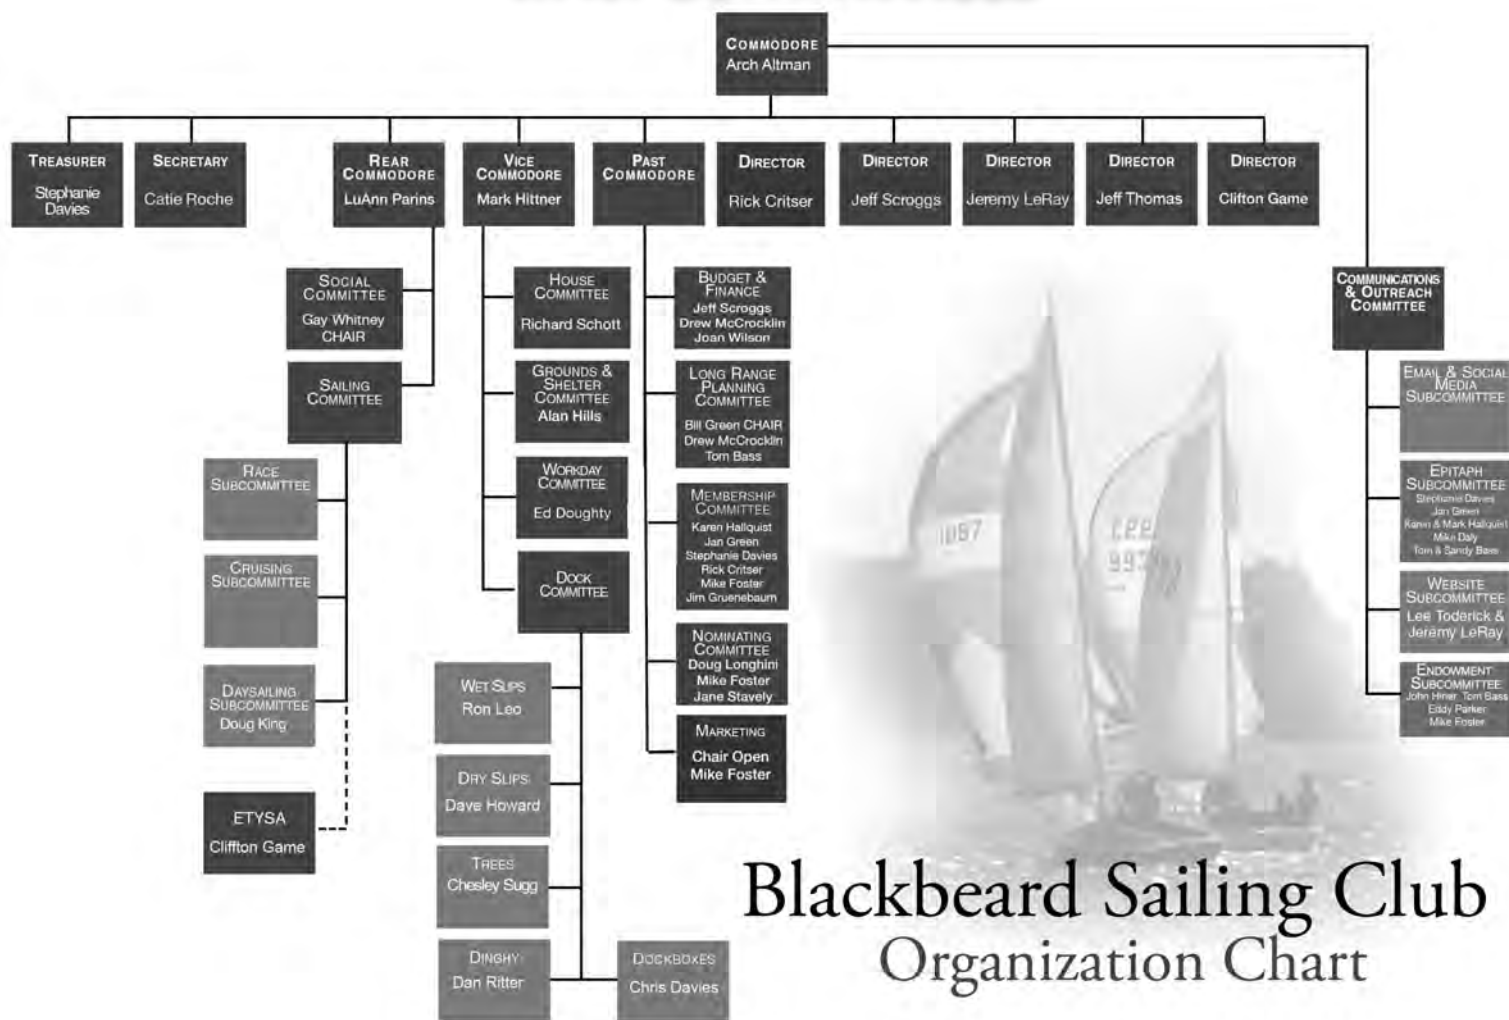 COMMODORE
Arch Altman
TREASURER
Stephanie
Davies
SECRETARY
Catie Roche
REAR
COMMODORE
LuAnn Parins
VICE
COMMODORE
Mark Hittner
PAST
COMMODORE
DIRECTOR
Rick Critser
DIRECTOR
Jeff Scroggs
DIRECTOR
Jeremy LeRay
DIRECTOR
Jeff Thomas
DIRECTOR
Clifton Game
SOCIAL
COMMITTEE
Gay Whitney
CHAIR
SAILING
COMMITTEE
RACE
SUBCOMMITTEE
CRUISING
SUBCOMMITTEE
DAYSAILING
SUBCOMMITTEE
Doug King
ETYSA
Cliffton Game
HOUSE
COMMITTEE
Richard Schott
GROUNDS &
SHELTER
COMMITTEE
Alan Hills
WORKDAY
COMMITTEE
Ed Doughty
DOCK
COMMITTEE
WET SLIPS
Ron Leo
DRY SLIPS
Dave Howard
TREES
Chesley Sugg
DINGHY
Dan Ritter
DOCKBOXES
Chris Davies
BUDGET &
FINANCE
Jeff Scroggs
Drew McCrocklin
Joan Wilson
LONG RANGE
PLANNING
COMMITTEE
Bill Green CHAIR
Drew McCrocklin
Tom Bass
MEMBERSHIP
COMMITTEE
Karen Hallquist
Jan Green
Stephanie Davies
Rick Critser
Mike Foster
Jim Gruenebaum
NOMINATING
COMMITTEE
Doug Longhini
Mike Foster
Jane Stavely
MARKETING
Chair Open
Mike Foster
COMMUNICATIONS
& OUTREACH
COMMITTEE
EMAIL & SOCIAL
MEDIA
SUBCOMMITTEE
EPITAPH
SUBCOMMITTEE
Stephanie Davies
Jan Green
Karen & Mark Hallquist
Mike Daly
Tom & Sandy Bass
WEBSITE
SUBCOMMITTEE
Lee Toderick &
Jeremy LeRay
ENDOWMENT
SUBCOMMITTEE
John Hiner Tom Bass
Eddy Parker
Mike Foster
1087
Blackbeard Sailing Club
Organization Chart